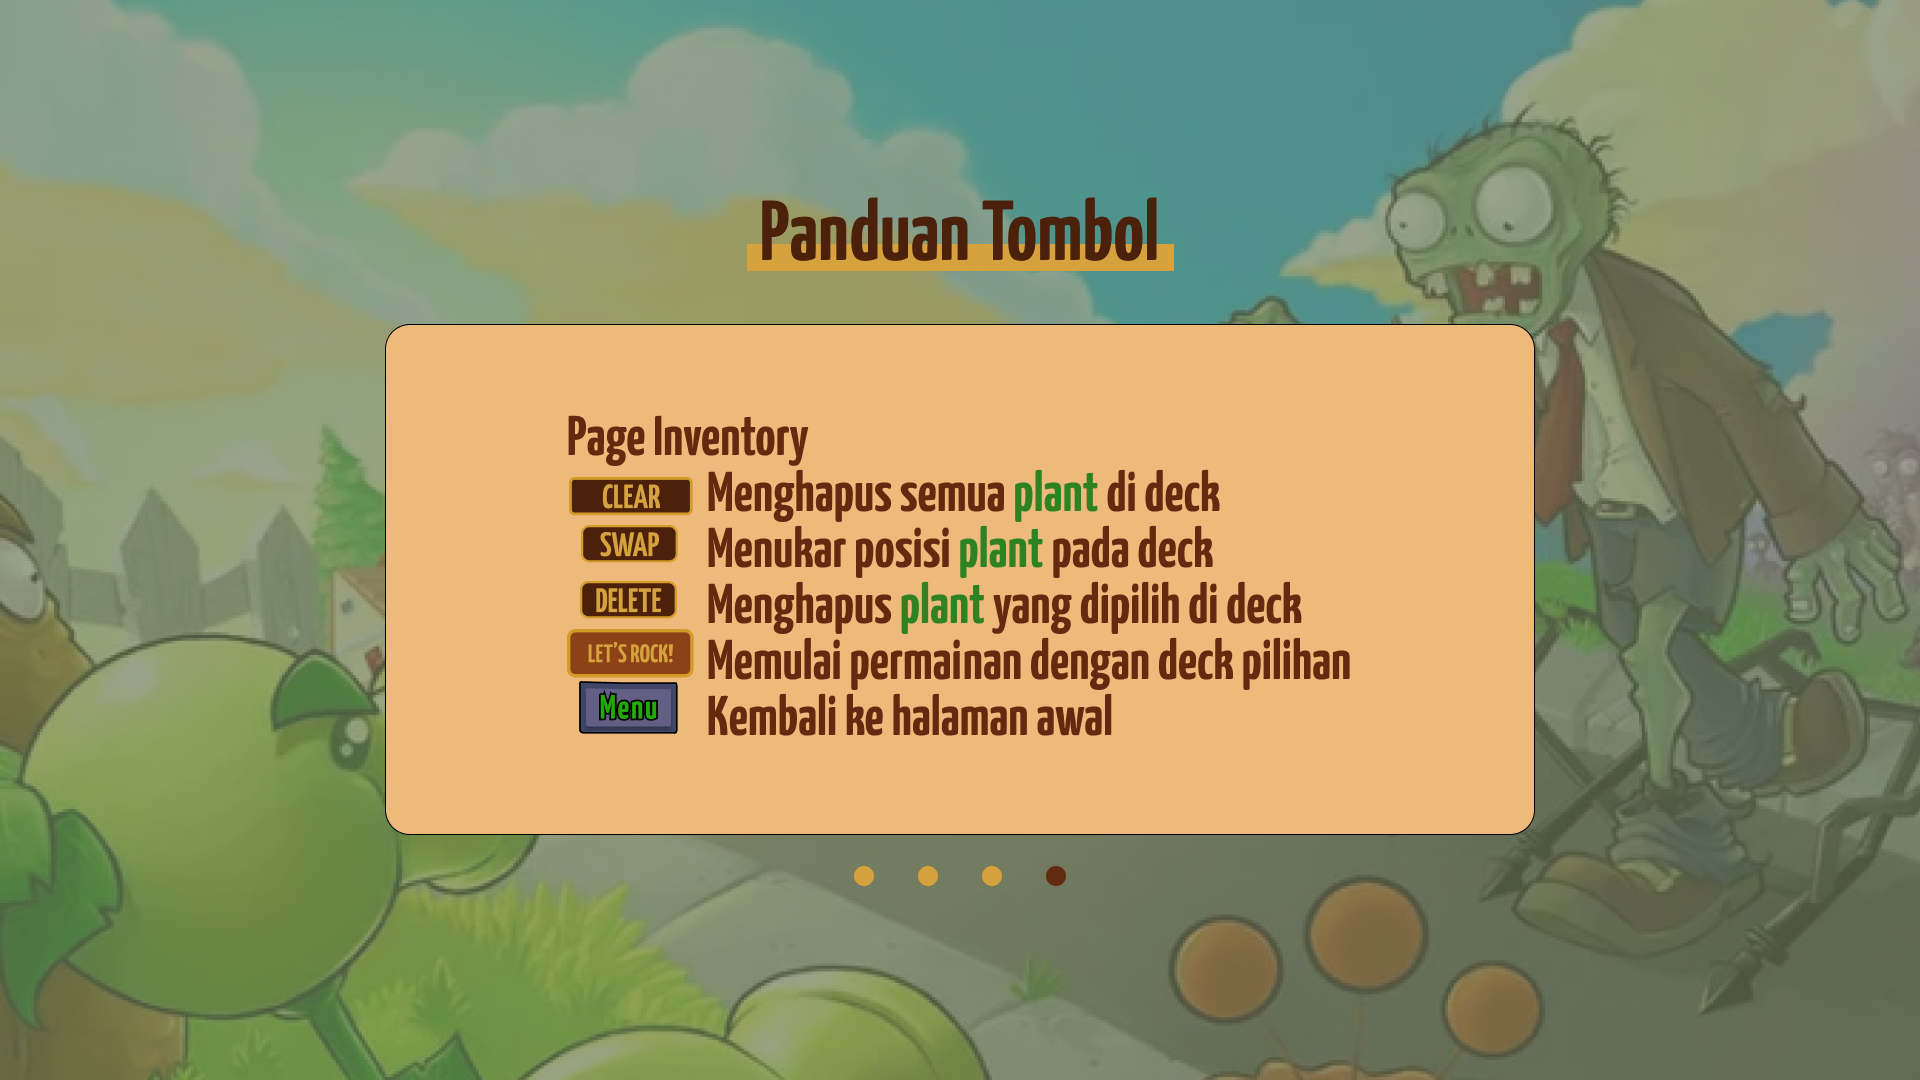 Panduan Tombol
Page Inventory
CLEAR Menghapus semua plant di deck
SWAP Menukar posisi plant pada deck
DELETE Menghapus plant yang dipilih di deck
LET'S ROCK! Memulai permainan dengan deck pilihan
Menu Kembali ke halaman awal